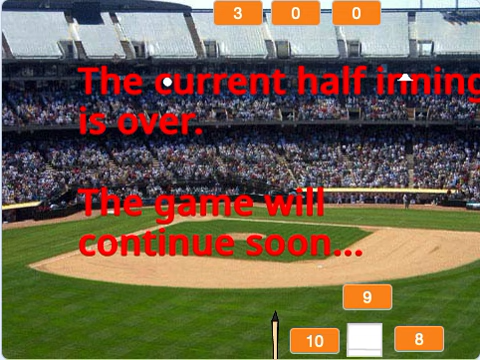 3 0 0
The current half inning
is over.
The game will
continue soon...
9
10 8